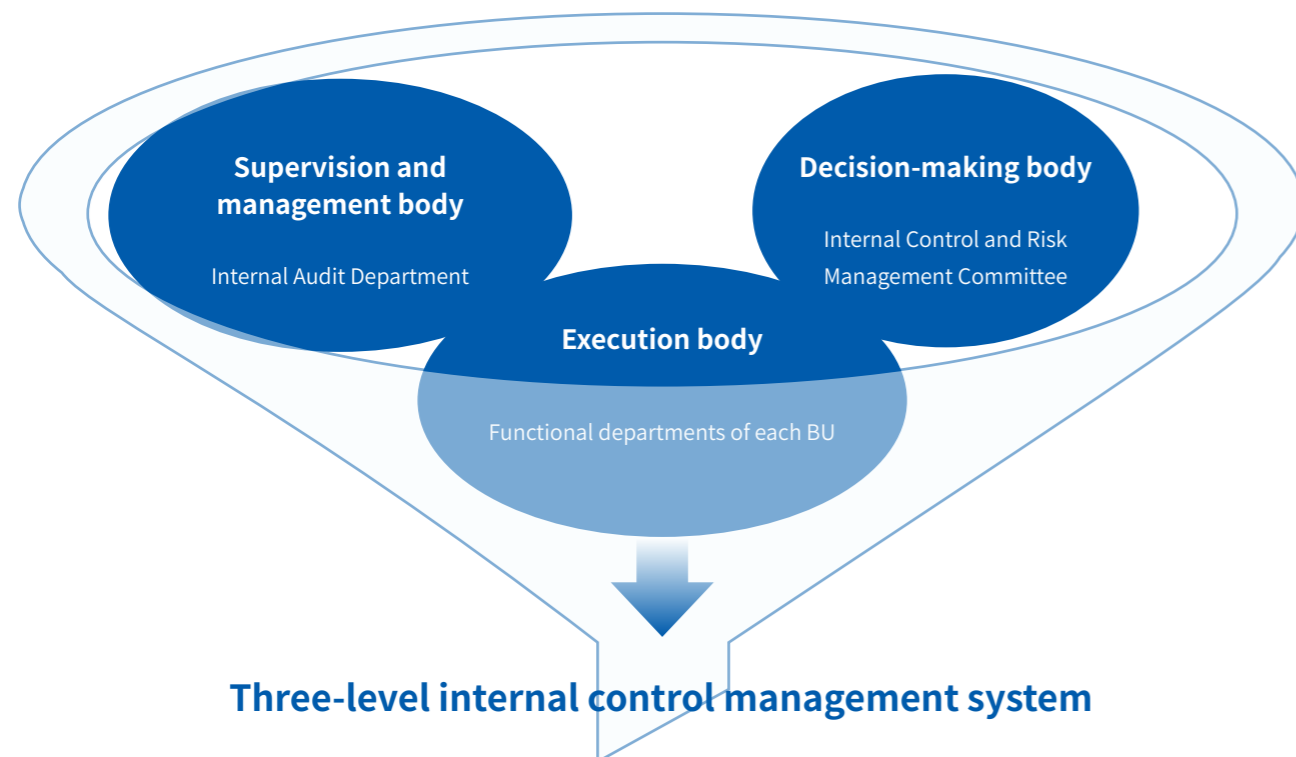 Supervision and
management body
Internal Audit Department
Decision-making body
Internal Control and Risk
Management Committee
Execution body
Functional departments of each BU
Three-level internal control management system